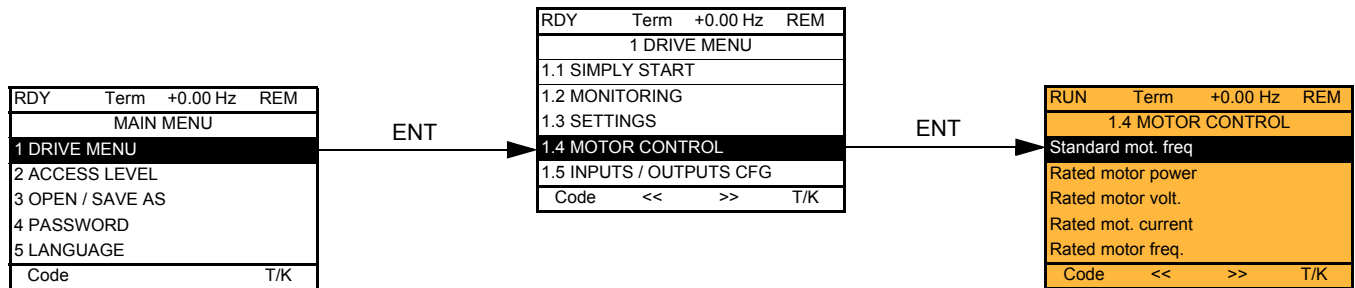 RDY Term +0.00 Hz REM
MAIN MENU
1 DRIVE MENU
2 ACCESS LEVEL
3 OPEN / SAVE AS
4 PASSWORD
5 LANGUAGE
Code T/K
ENT
RDY Term +0.00 Hz REM
1 DRIVE MENU
1.1 SIMPLY START
1.2 MONITORING
1.3 SETTINGS
1.4 MOTOR CONTROL
1.5 INPUTS / OUTPUTS CFG
Code << >> T/K
ENT
RUN Term +0.00 Hz REM
1.4 MOTOR CONTROL
Standard mot. freq
Rated motor power
Rated motor volt.
Rated mot. current
Rated motor freq.
Code << >> T/K